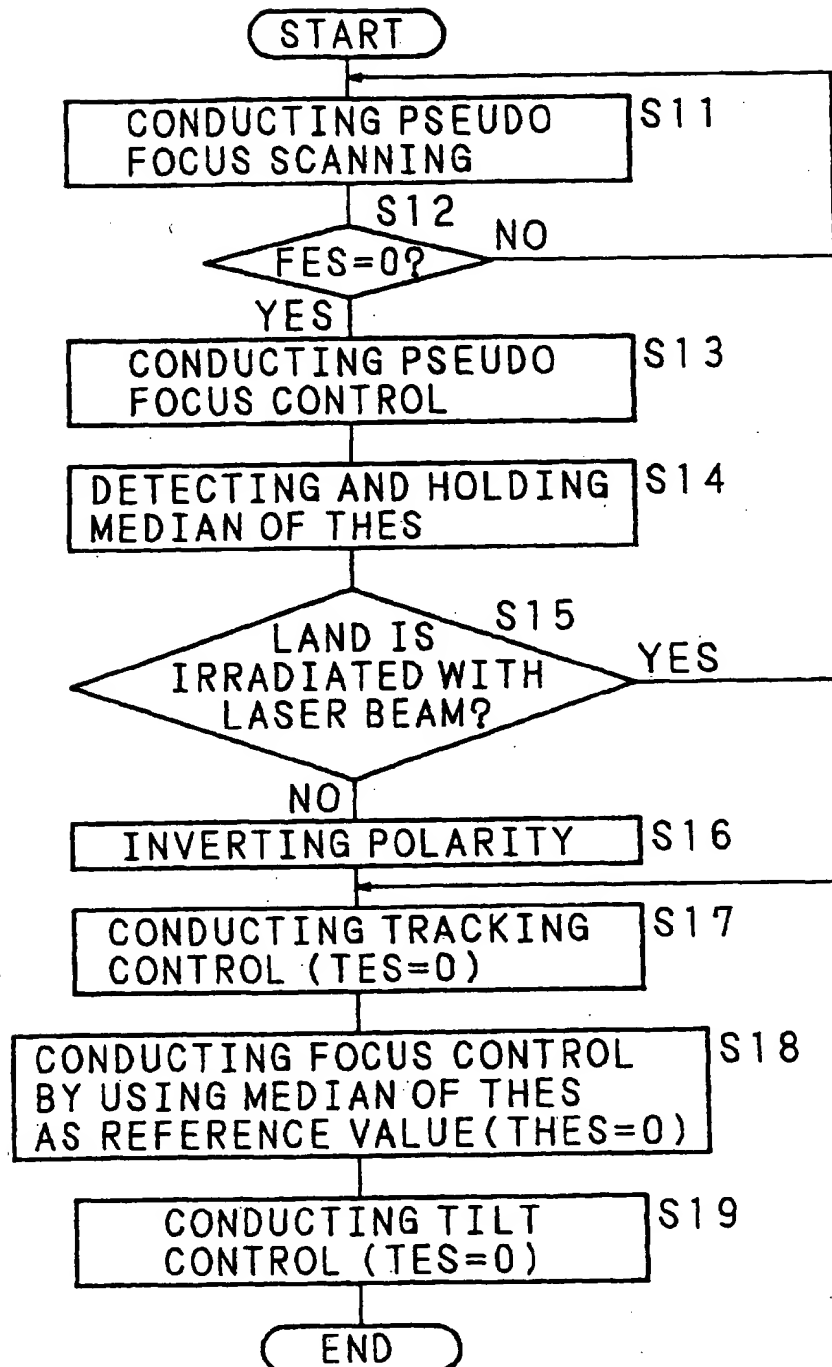 START
CONDUCTING PSEUDO
FOCUS SCANNING
S11
S12
FES=0?
NO
YES
CONDUCTING PSEUDO
FOCUS CONTROL
S13
DETECTING AND HOLDING
MEDIAN OF THES
S14
S15
LAND IS
IRRADIATED WITH
LASER BEAM?
YES
NO
INVERTING POLARITY
S16
CONDUCTING TRACKING
CONTROL (TES=0)
S17
CONDUCTING FOCUS CONTROL
BY USING MEDIAN OF THES
AS REFERENCE VALUE(THES=0)
S18
CONDUCTING TILT
CONTROL (TES=0)
S19
END